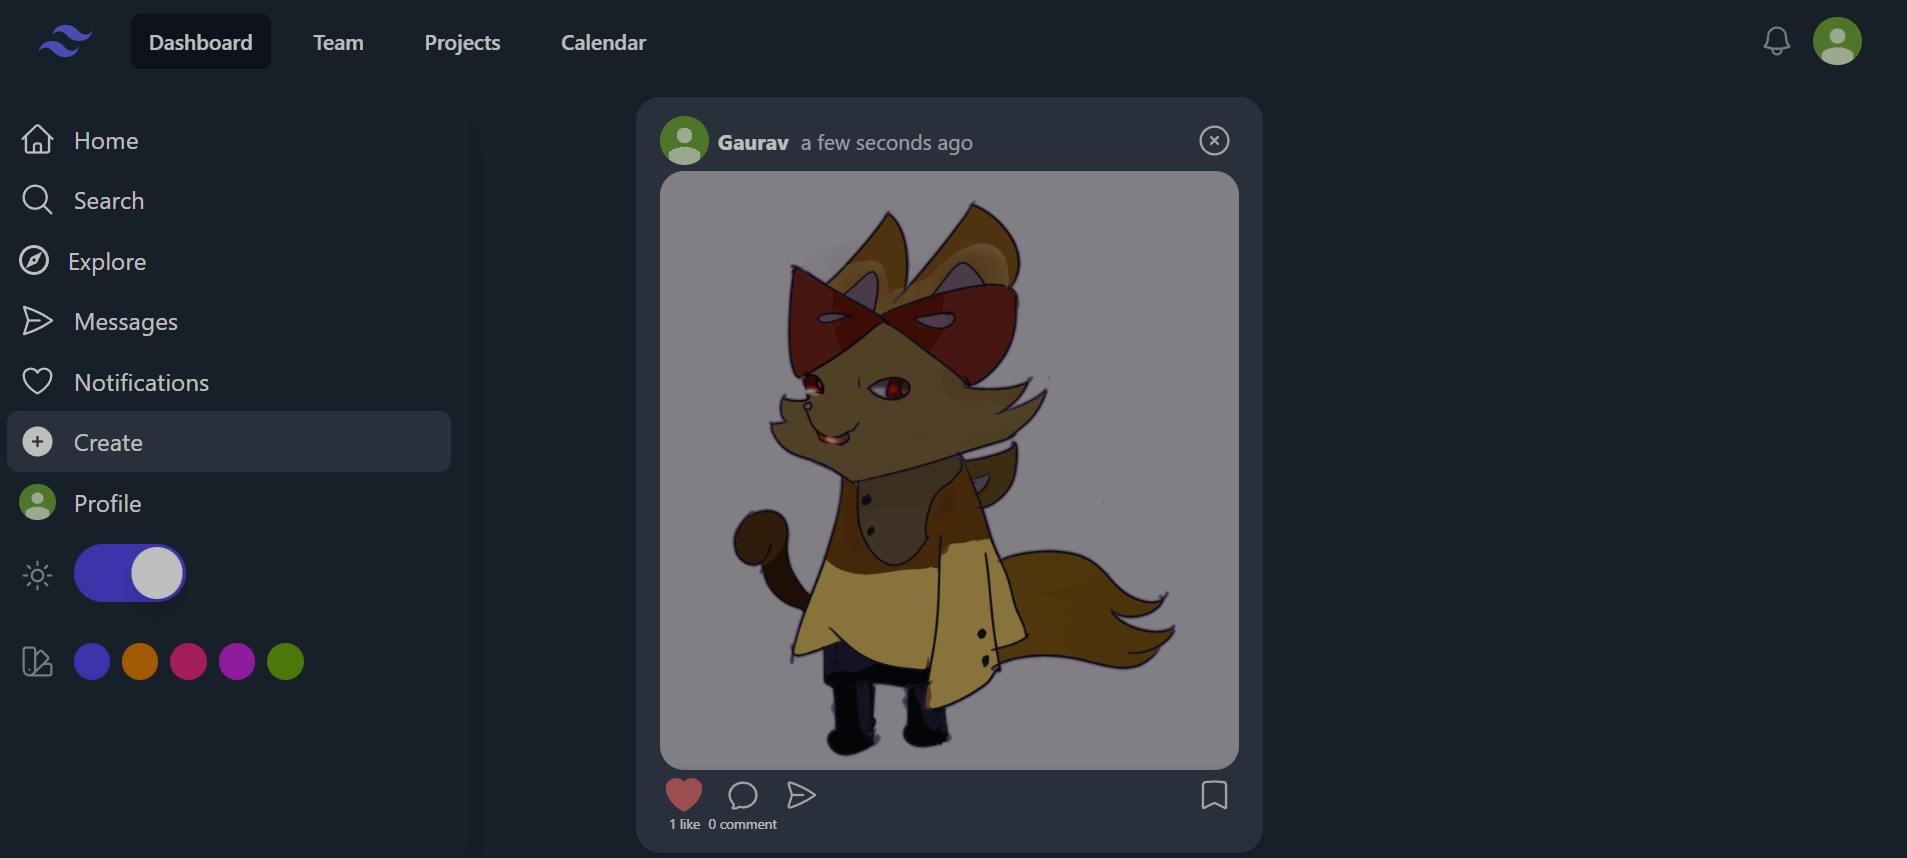 Dashboard Team Projects Calendar
Home
Search
Explore
Messages
Notifications
Create
Profile
Gaurav a few seconds ago
1 like 0 comment